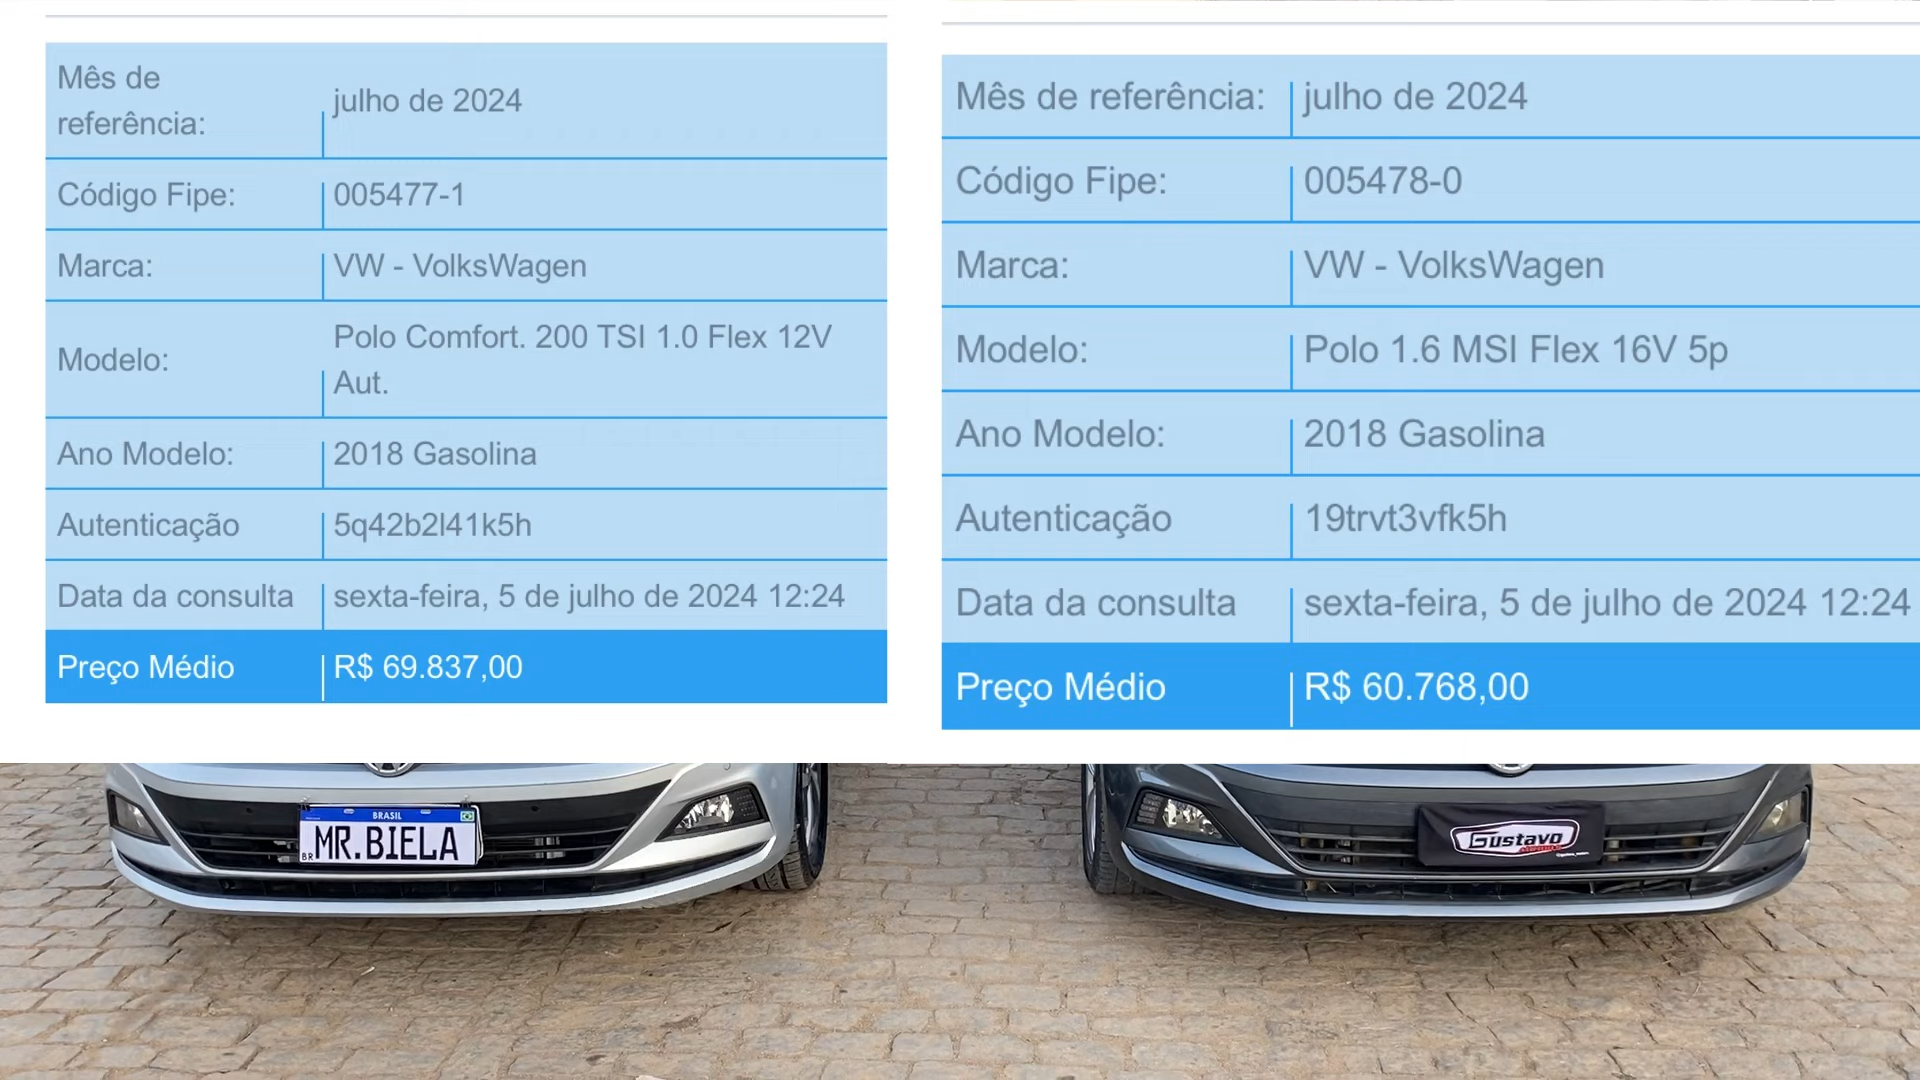 Mês de
referência:
julho de 2024
Código Fipe:
005477-1
Marca:
VW - VolksWagen
Modelo:
Polo Comfort. 200 TSI 1.0 Flex 12V
Aut.
Ano Modelo:
2018 Gasolina
Autenticação
5q42b2l41k5h
Data da consulta
sexta-feira, 5 de julho de 2024 12:24
Preço Médio
R$ 69.837,00
Mês de referência:
julho de 2024
Código Fipe:
005478-0
Marca:
VW - VolksWagen
Modelo:
Polo 1.6 MSI Flex 16V 5p
Ano Modelo:
2018 Gasolina
Autenticação
19trvt3vfk5h
Data da consulta
sexta-feira, 5 de julho de 2024 12:24
Preço Médio
R$ 60.768,00
BRASIL
BR
MR.BIELA
Gustavo